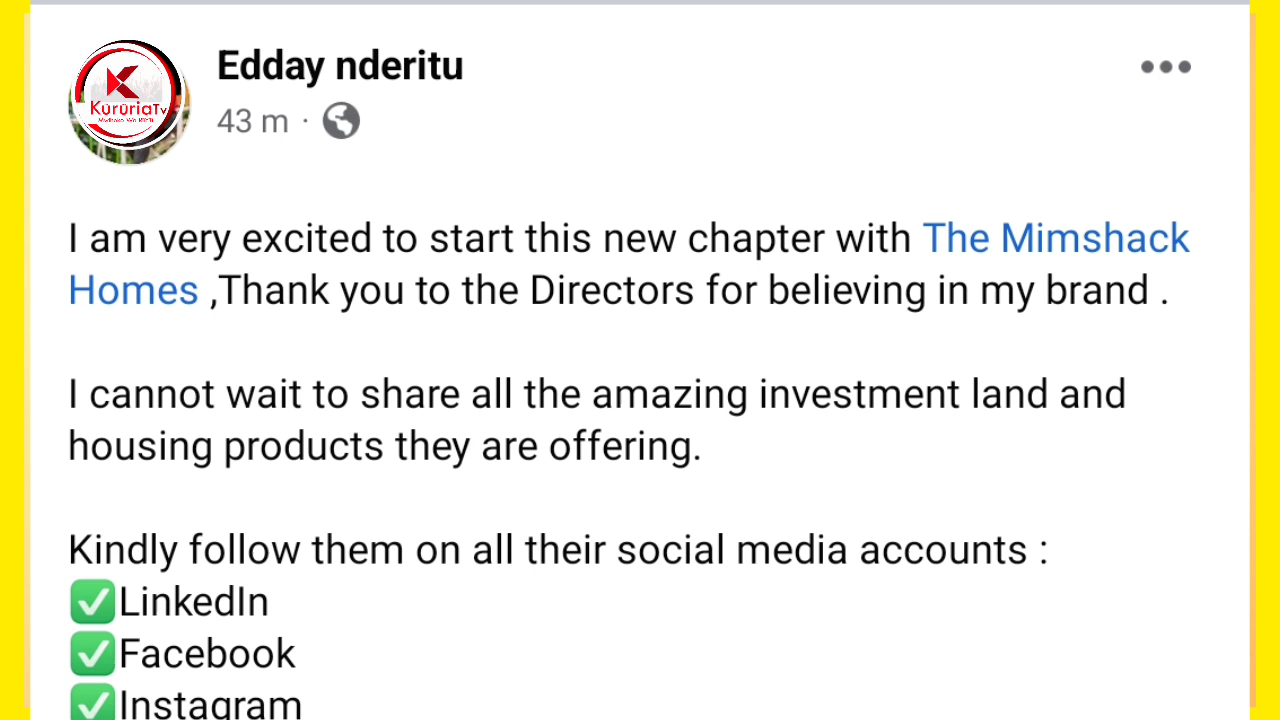 KũrũriaTv
Edday nderitu
43 m ·
I am very excited to start this new chapter with The Mimshack
Homes ,Thank you to the Directors for believing in my brand .
I cannot wait to share all the amazing investment land and
housing products they are offering.
Kindly follow them on all their social media accounts :
✅LinkedIn
✅Facebook
✅Instagram